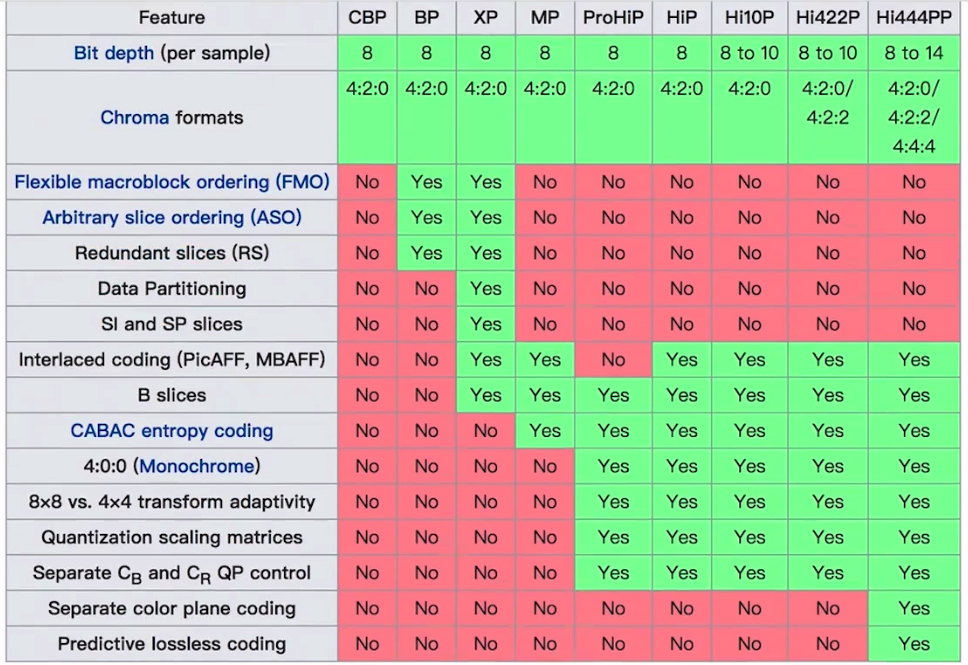 Feature CBP BP XP MP ProHiP HiP Hi10P Hi422P Hi444PP
Bit depth (per sample) 8 8 8 8 8 8 8 to 10 8 to 10 8 to 14
Chroma formats 4:2:0 4:2:0 4:2:0 4:2:0 4:2:0 4:2:0 4:2:0 4:2:0/ 4:2:2 4:2:0/ 4:2:2/ 4:4:4
Flexible macroblock ordering (FMO) No Yes Yes No No No No No No
Arbitrary slice ordering (ASO) No Yes Yes No No No No No No
Redundant slices (RS) No Yes Yes No No No No No No
Data Partitioning No No Yes No No No No No No
SI and SP slices No No Yes No No No No No No
Interlaced coding (PicAFF, MBAFF) No No Yes Yes No Yes Yes Yes Yes
B slices No No Yes Yes Yes Yes Yes Yes Yes
CABAC entropy coding No No No Yes Yes Yes Yes Yes Yes
4:0:0 (Monochrome) No No No No Yes Yes Yes Yes Yes
8×8 vs. 4×4 transform adaptivity No No No No Yes Yes Yes Yes Yes
Quantization scaling matrices No No No No Yes Yes Yes Yes Yes
Separate CB and CR QP control No No No No Yes Yes Yes Yes Yes
Separate color plane coding No No No No No No No No Yes
Predictive lossless coding No No No No No No No No Yes